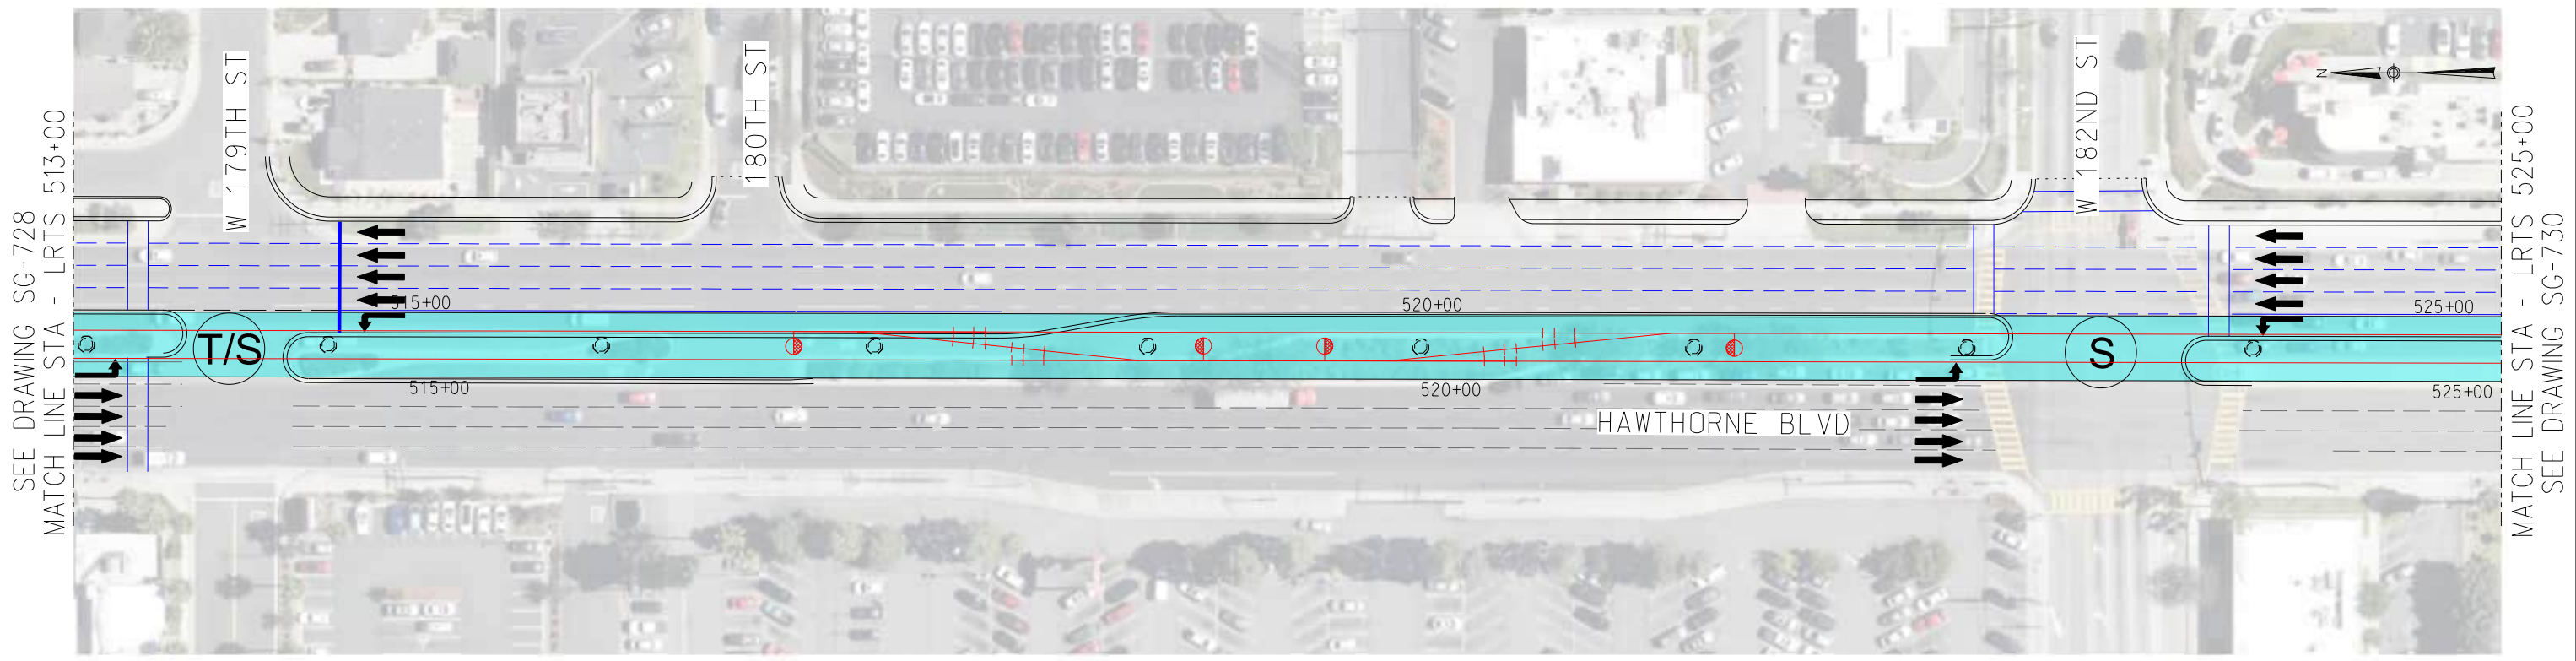 SEE DRAWING SG-728
MATCH LINE STA - LRTS 513+00
W 179TH ST
180TH ST
W 182ND ST
N
515+00
520+00
525+00
T/S
S
515+00
520+00
525+00
HAWTHORNE BLVD
MATCH LINE STA - LRTS 525+00
SEE DRAWING SG-730